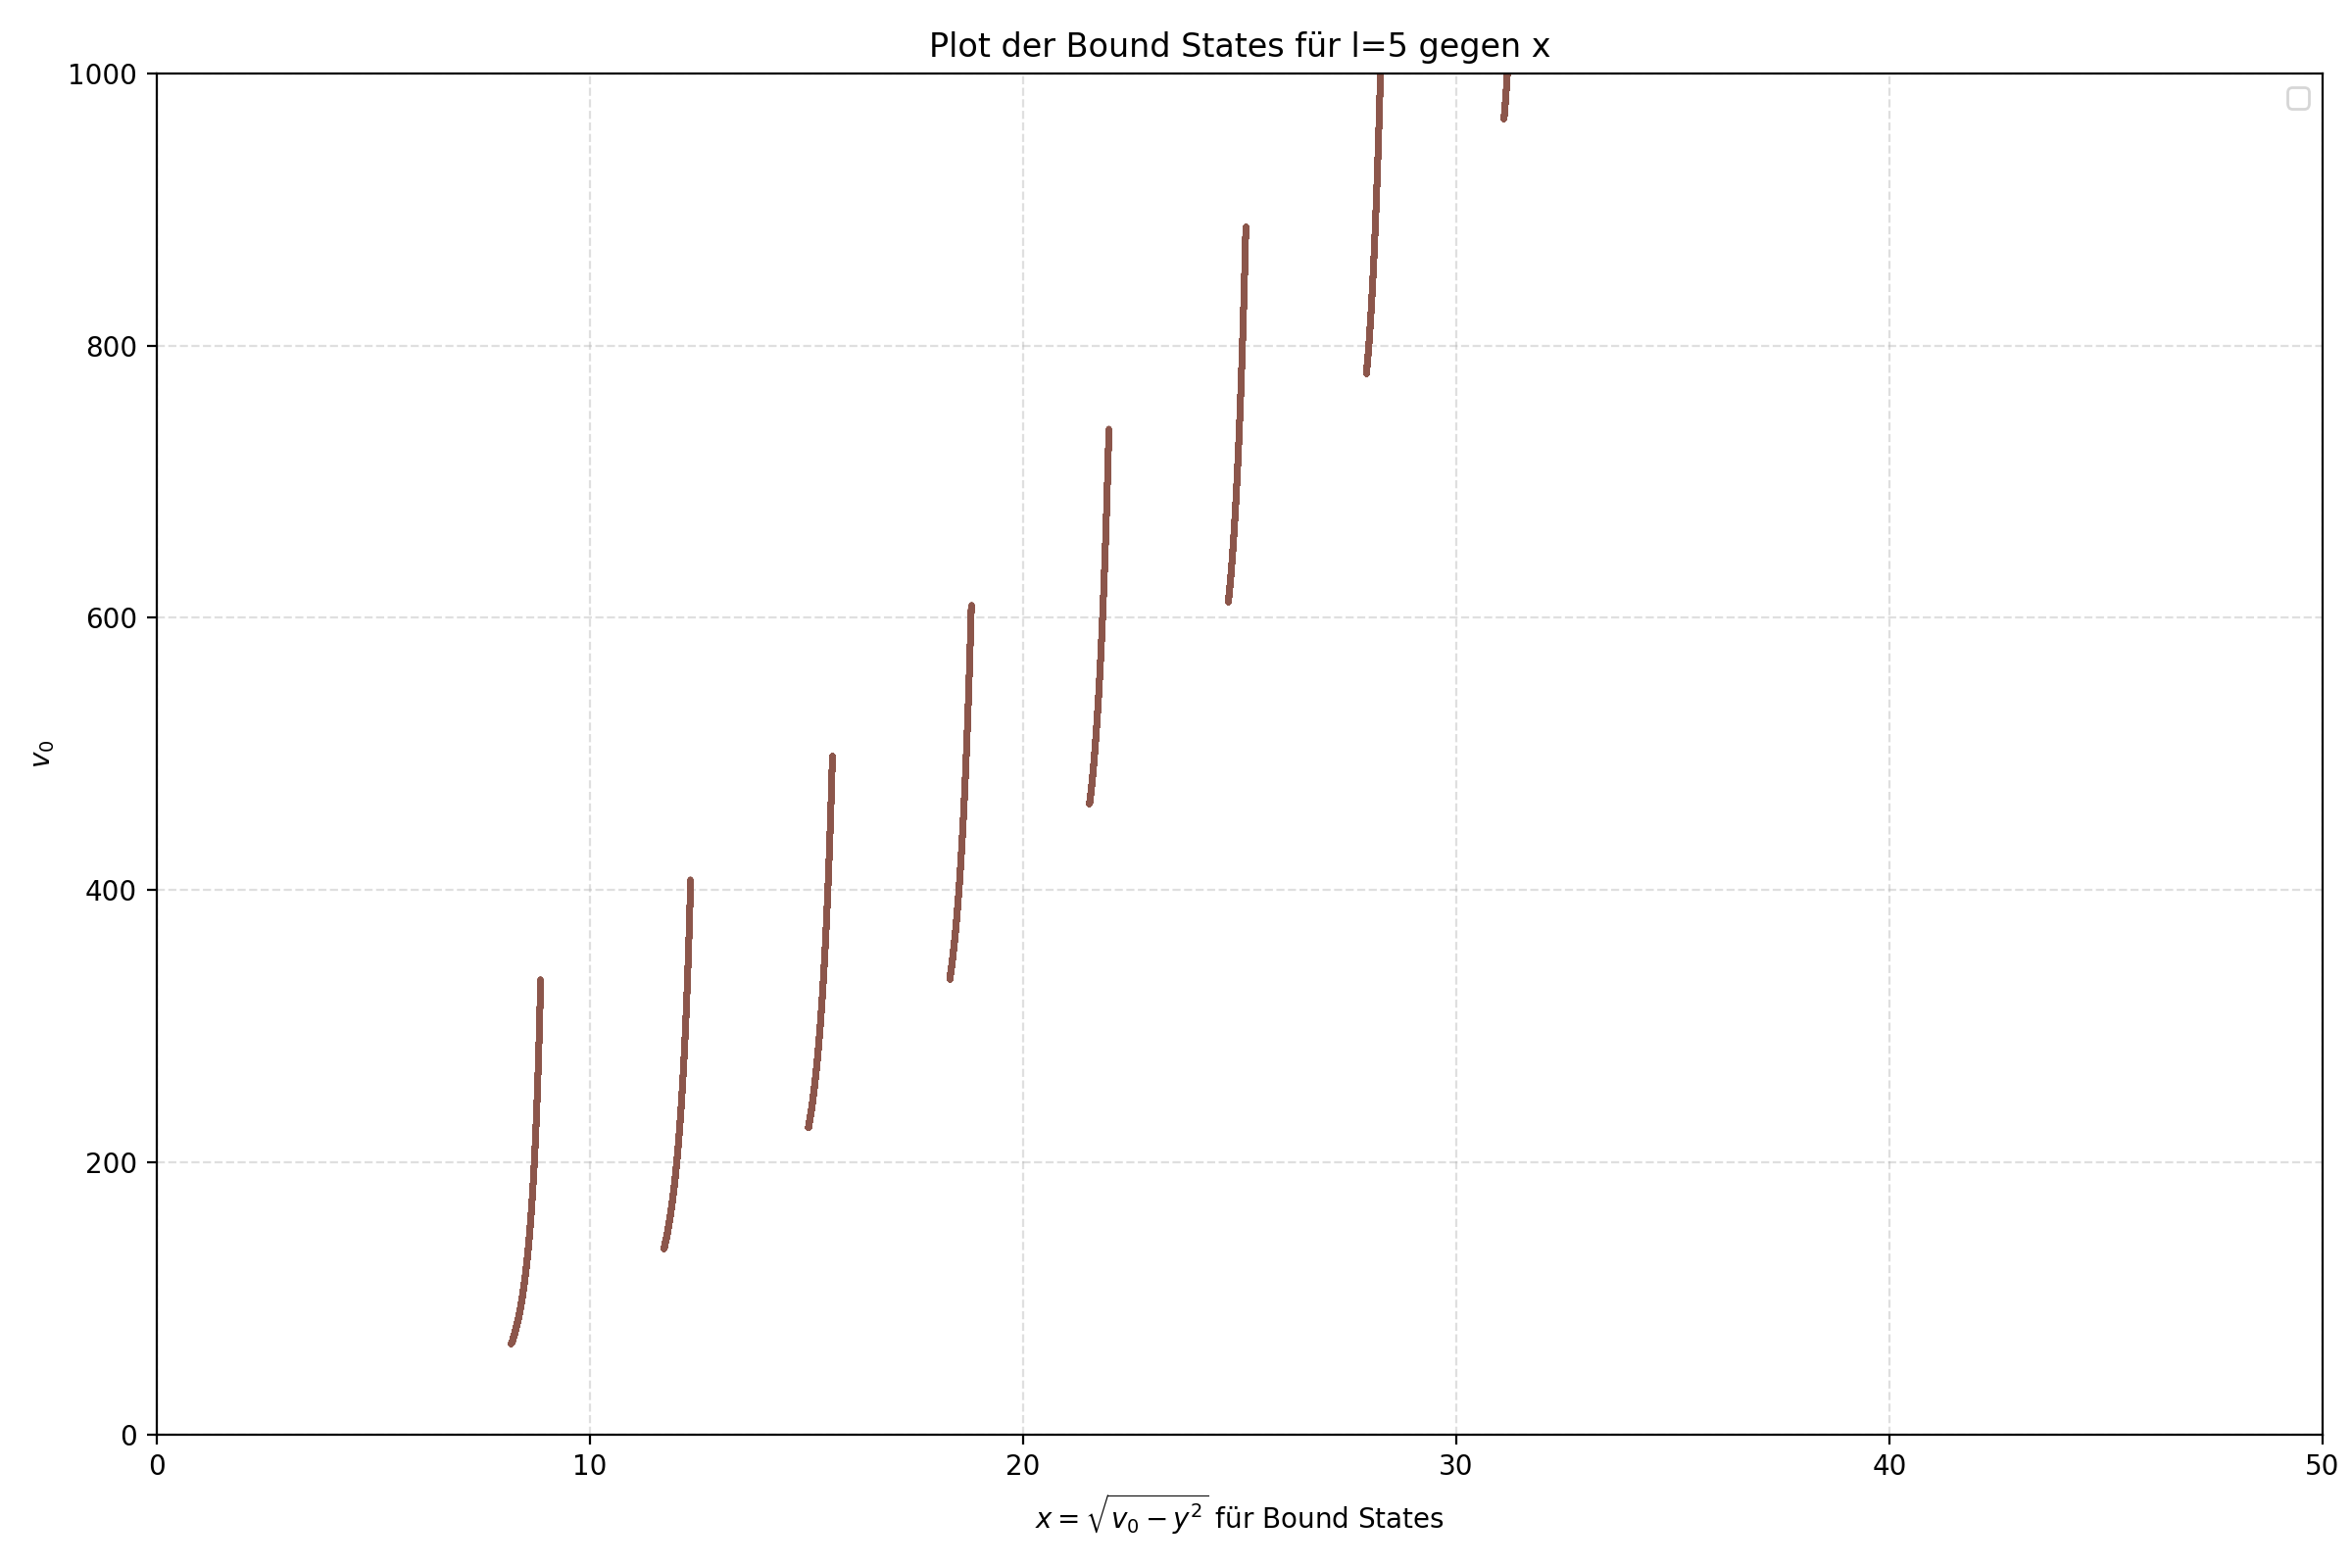 Plot der Bound States für l=5 gegen x
1000
800
600
400
200
0
v₀
0 10 20 30 40 50
x = √(v₀ − y²) für Bound States